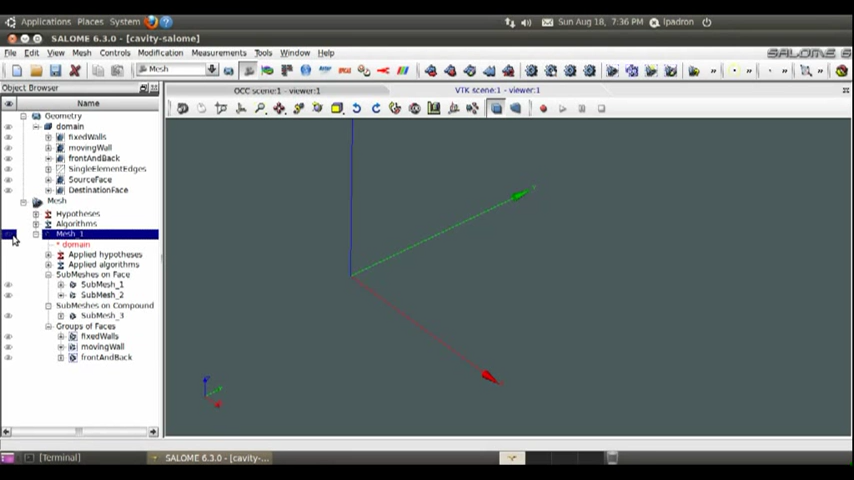 Applications Places System Sun Aug 18, 7:36 PM lpadron
SALOME 6.3.0 - [cavity-salome]
File Edit View Mesh Controls Modification Measurements Tools Window Help
SALOME 6
Mesh
Object Browser
OCC scene:1 - viewer:1 VTK scene:1 - viewer:1
Name
Geometry
domain
fixedWalls
movingWall
frontAndBack
SingleElementEdges
SourceFace
DestinationFace
Mesh
Hypotheses
Algorithms
Mesh_1
* domain
Applied hypotheses
Applied algorithms
SubMeshes on Face
SubMesh_1
SubMesh_2
SubMeshes on Compound
SubMesh_3
Groups of Faces
fixedWalls
movingWall
frontAndBack
[Terminal] SALOME 6.3.0 - [cavity-...